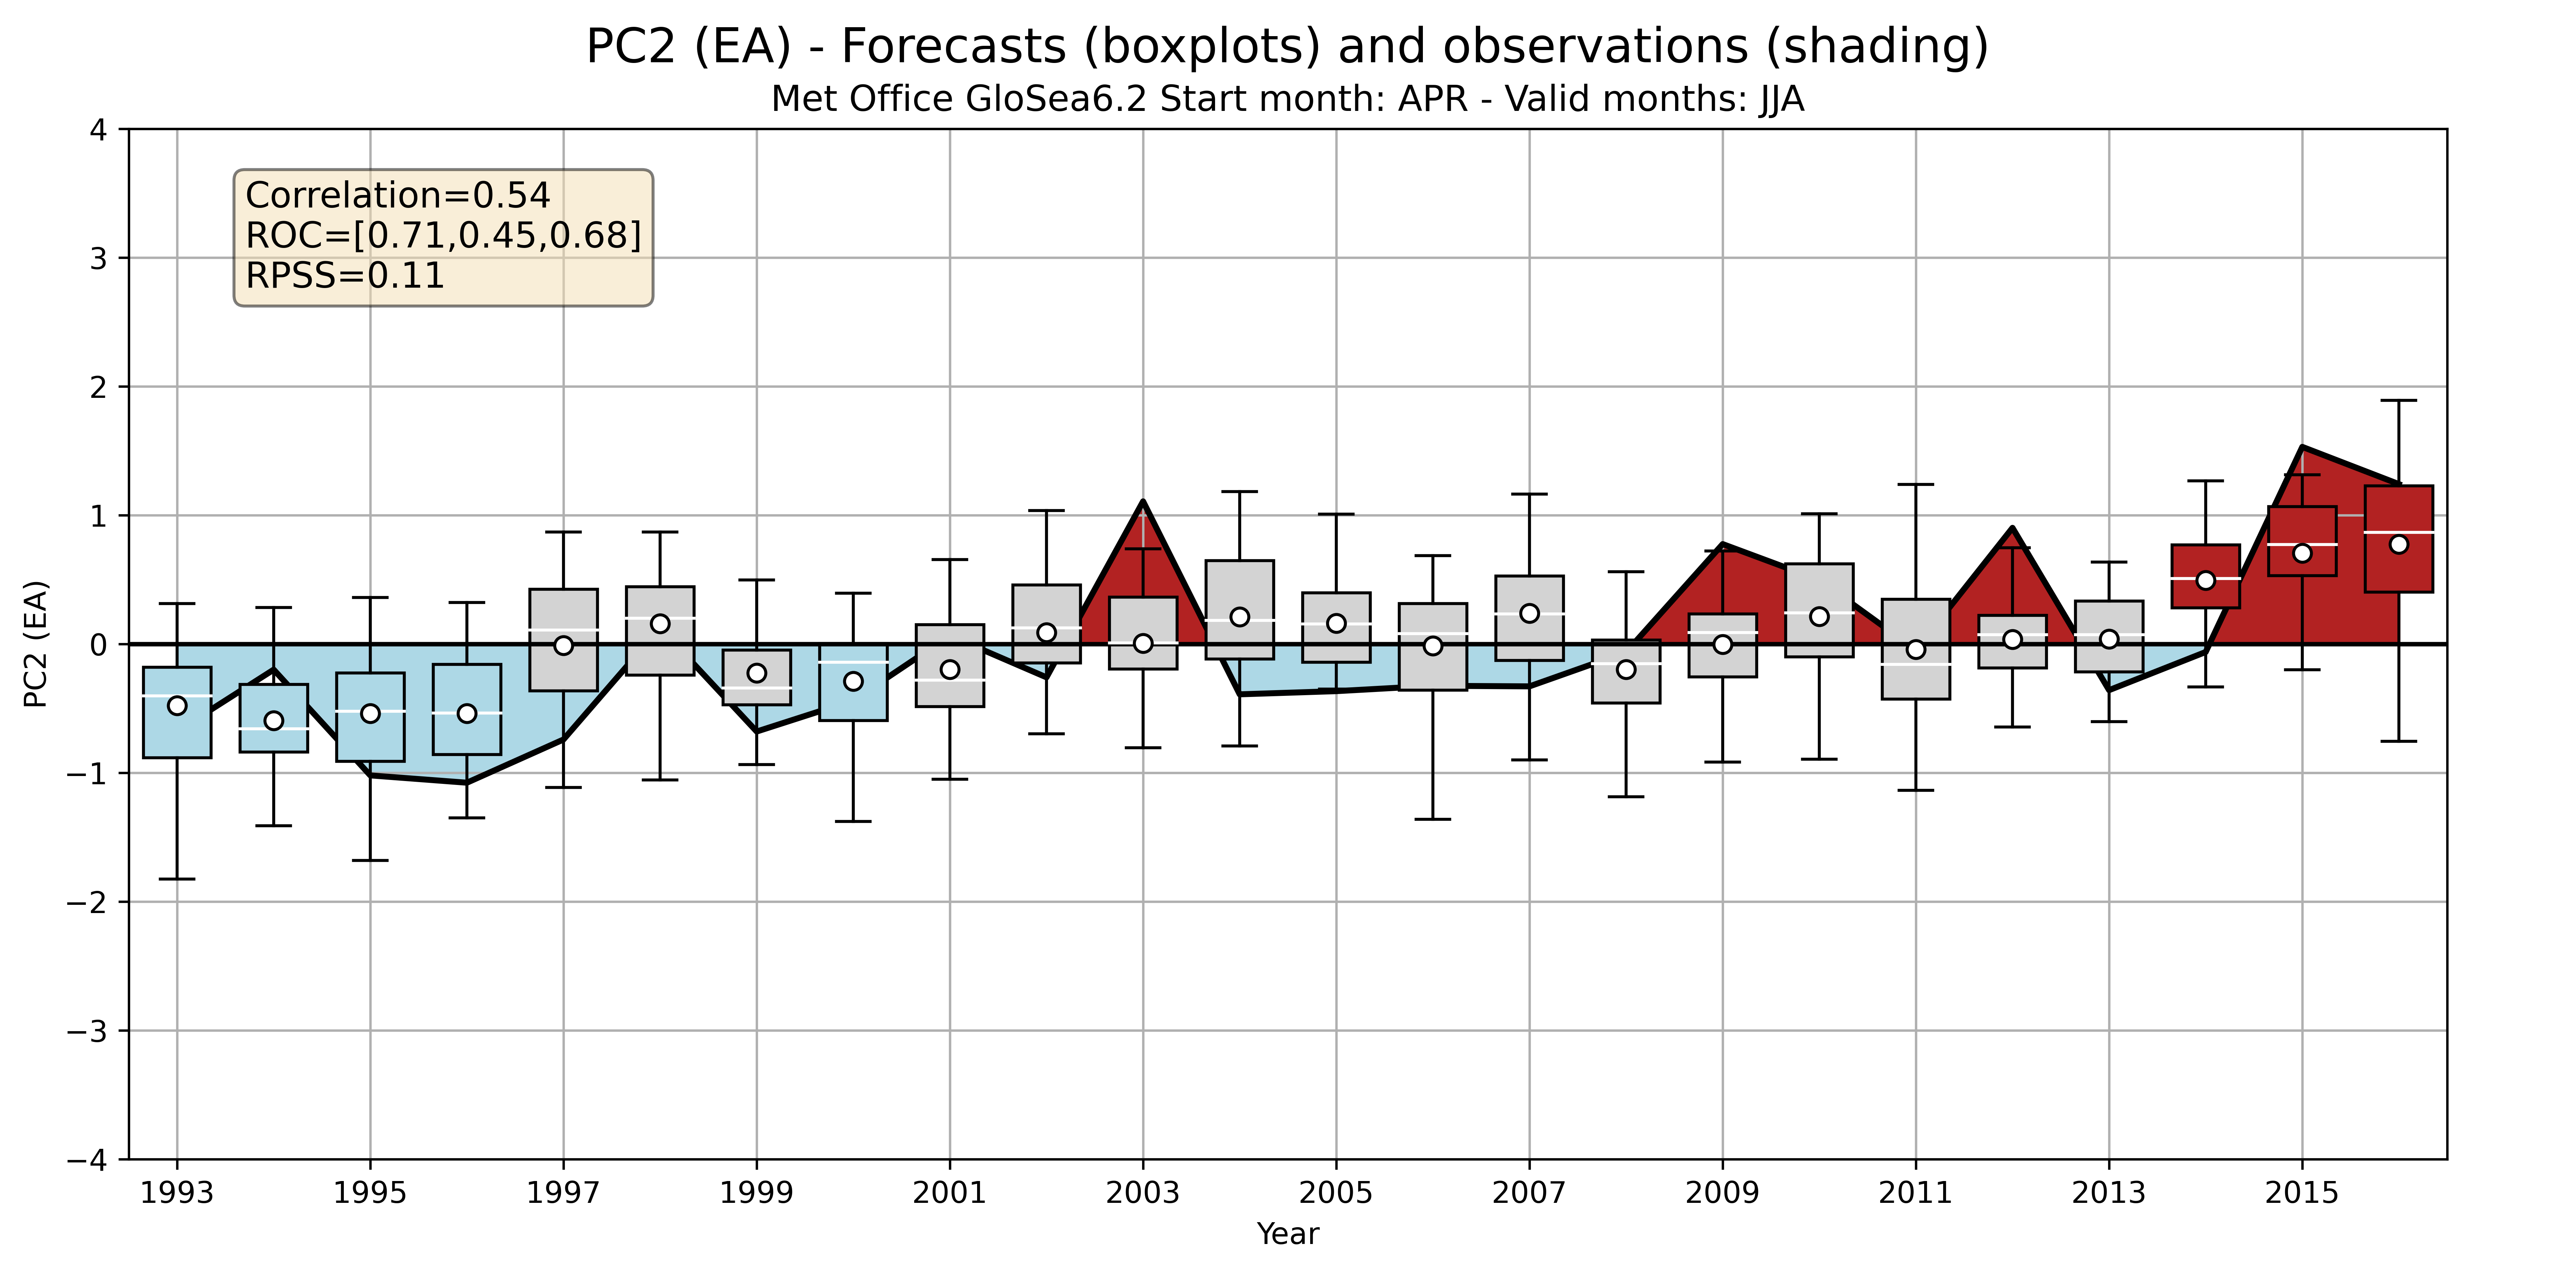 PC2 (EA) - Forecasts (boxplots) and observations (shading)
Met Office GloSea6.2 Start month: APR - Valid months: JJA
Correlation=0.54
ROC=[0.71,0.45,0.68]
RPSS=0.11
PC2 (EA)
4
3
2
1
0
−1
−2
−3
−4
1993 1995 1997 1999 2001 2003 2005 2007 2009 2011 2013 2015
Year